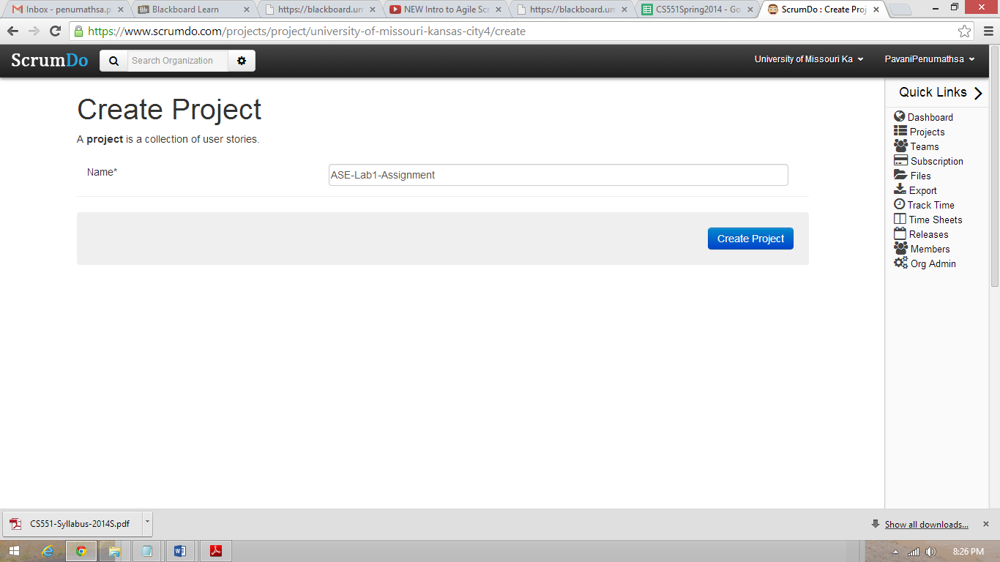 Inbox - penumathsa.p
Blackboard Learn
https://blackboard.um
NEW Intro to Agile Scr
https://blackboard.um
CS551Spring2014 - Go
ScrumDo : Create Proj
https://www.scrumdo.com/projects/project/university-of-missouri-kansas-city4/create
ScrumDo
Search Organization
University of Missouri Ka
PavaniPenumathsa
Create Project
A project is a collection of user stories.
Name*
ASE-Lab1-Assignment
Create Project
Quick Links
Dashboard
Projects
Teams
Subscription
Files
Export
Track Time
Time Sheets
Releases
Members
Org Admin
CS551-Syllabus-2014S.pdf
Show all downloads...
8:26 PM